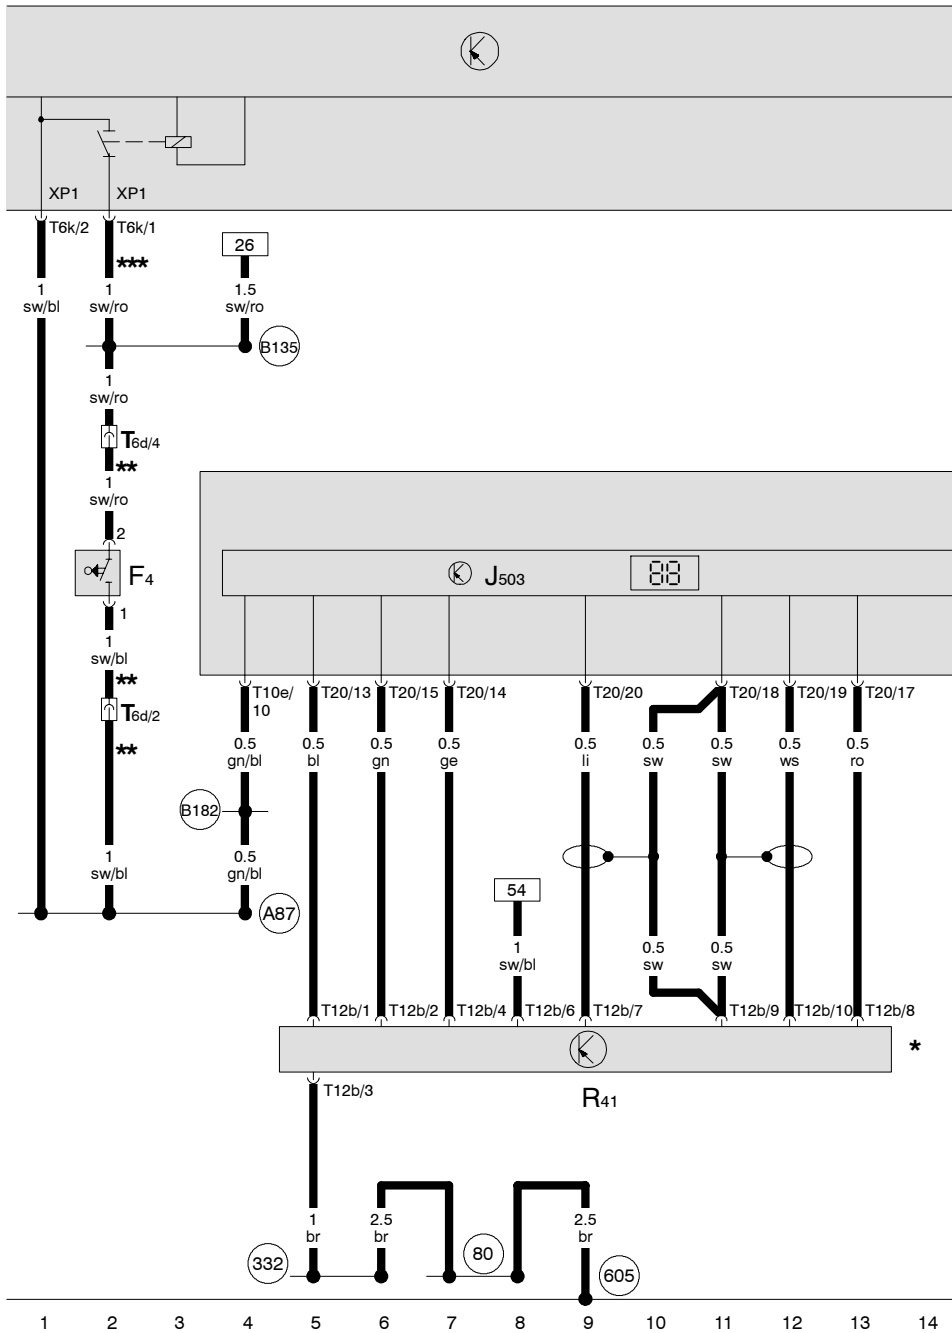 XP1 XP1
T6k/2 T6k/1
***
26
1 1 1.5
sw/bl sw/ro sw/ro
B135
1
sw/ro
T6d/4
**
1
sw/ro
2
F4
J503 88
1
1
sw/bl
**
T6d/2
**
T10e/10 T20/13 T20/15 T20/14 T20/20 T20/18 T20/19 T20/17
0.5 0.5 0.5 0.5 0.5 0.5 0.5 0.5 0.5
gn/bl bl gn ge li sw sw ws ro
B182
1 0.5
sw/bl gn/bl
54
A87
1 0.5 0.5
sw/bl sw sw
T12b/1 T12b/2 T12b/4 T12b/6 T12b/7 T12b/9 T12b/10 T12b/8
*
T12b/3
R41
1 2.5 2.5
br br br
332 80 605
1 2 3 4 5 6 7 8 9 10 11 12 13 14